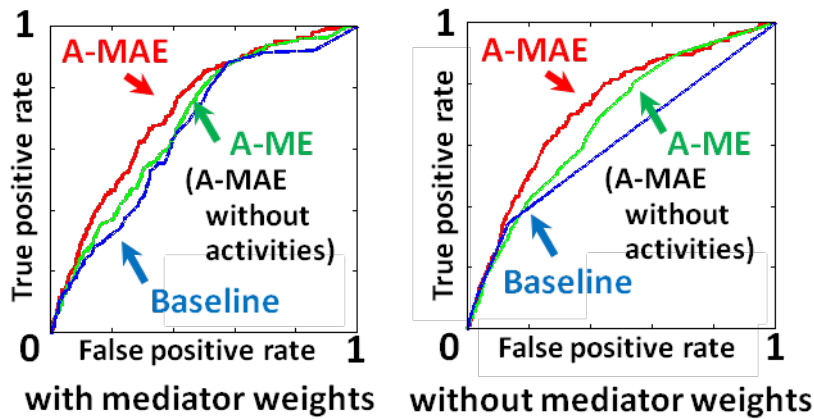 1
A-MAE
True positive rate
A-ME
(A-MAE
without
activities)
Baseline
0
False positive rate
1
with mediator weights
1
A-MAE
True positive rate
A-ME
(A-MAE
without
activities)
Baseline
0
False positive rate
1
without mediator weights